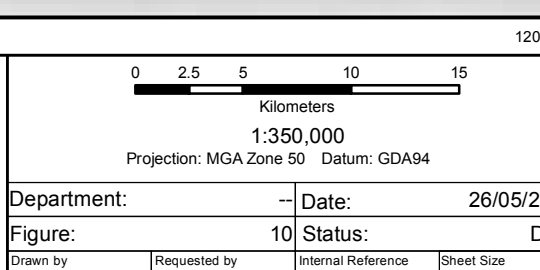 120
0 2.5 5 10 15
Kilometers
1:350,000
Projection: MGA Zone 50 Datum: GDA94
Department: -- Date: 26/05/2
Figure: 10 Status: D
Drawn by Requested by Internal Reference Sheet Size